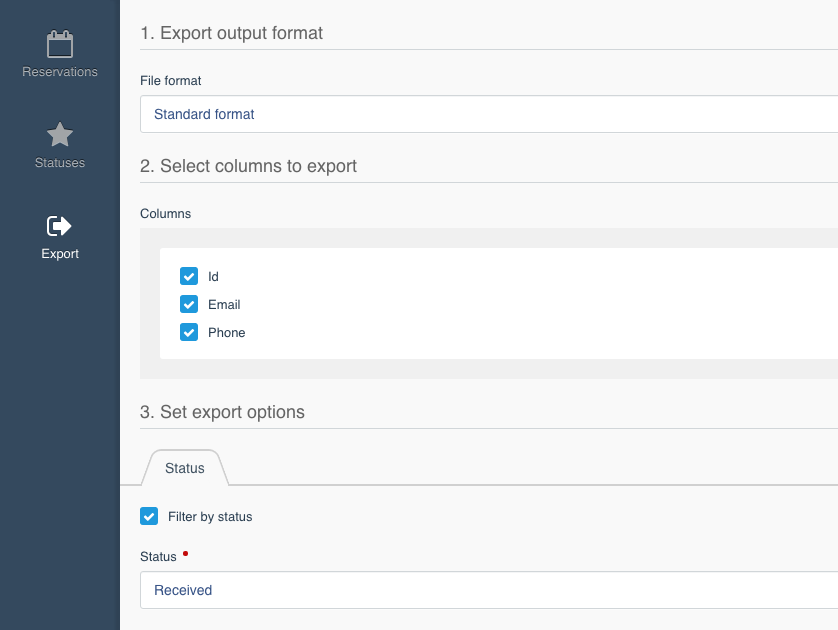 Reservations
Statuses
Export
1. Export output format
File format
Standard format
2. Select columns to export
Columns
Id
Email
Phone
3. Set export options
Status
Filter by status
Status
Received